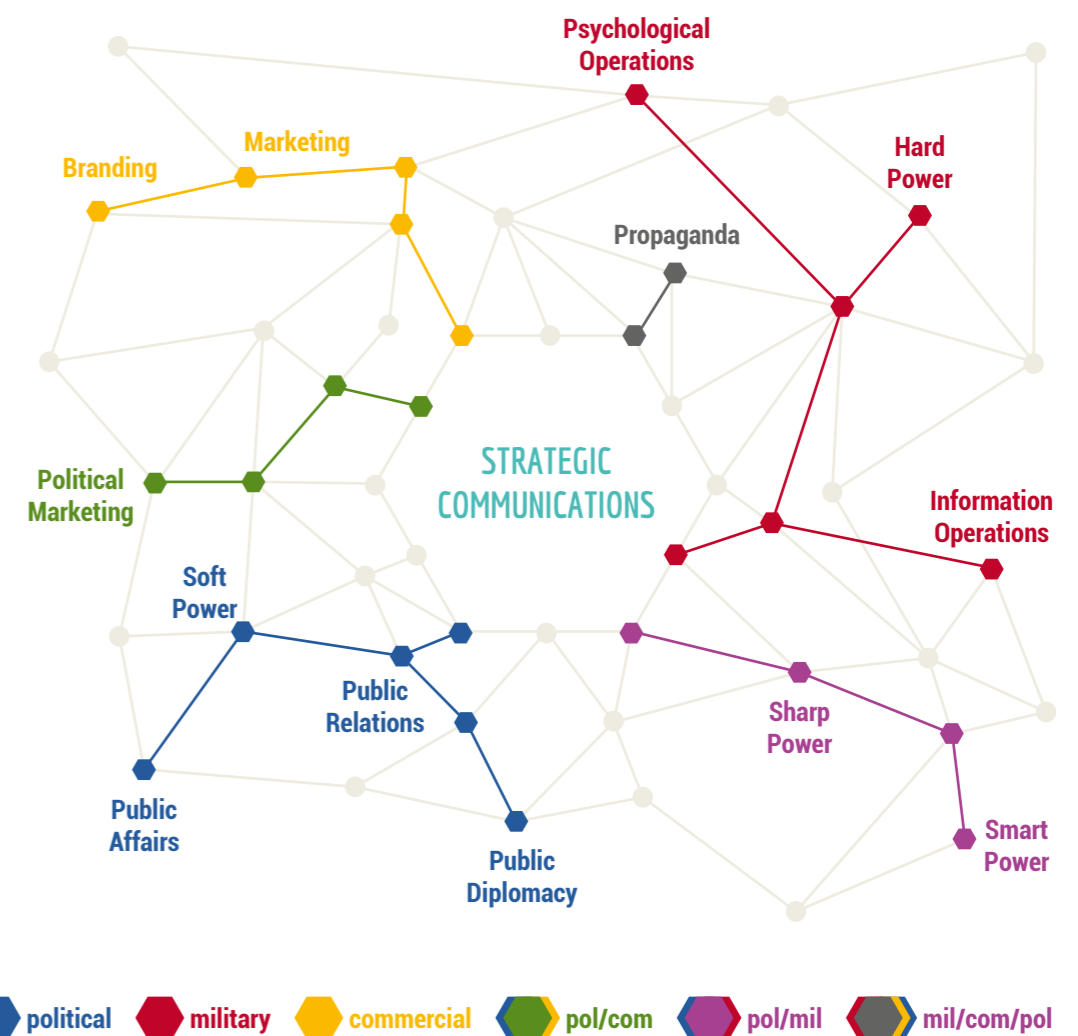 Psychological
Operations
Marketing
Branding
Hard
Power
Propaganda
STRATEGIC
COMMUNICATIONS
Political
Marketing
Information
Operations
Soft
Power
Public
Relations
Sharp
Power
Public
Affairs
Smart
Power
Public
Diplomacy
political
military
commercial
pol/com
pol/mil
mil/com/pol